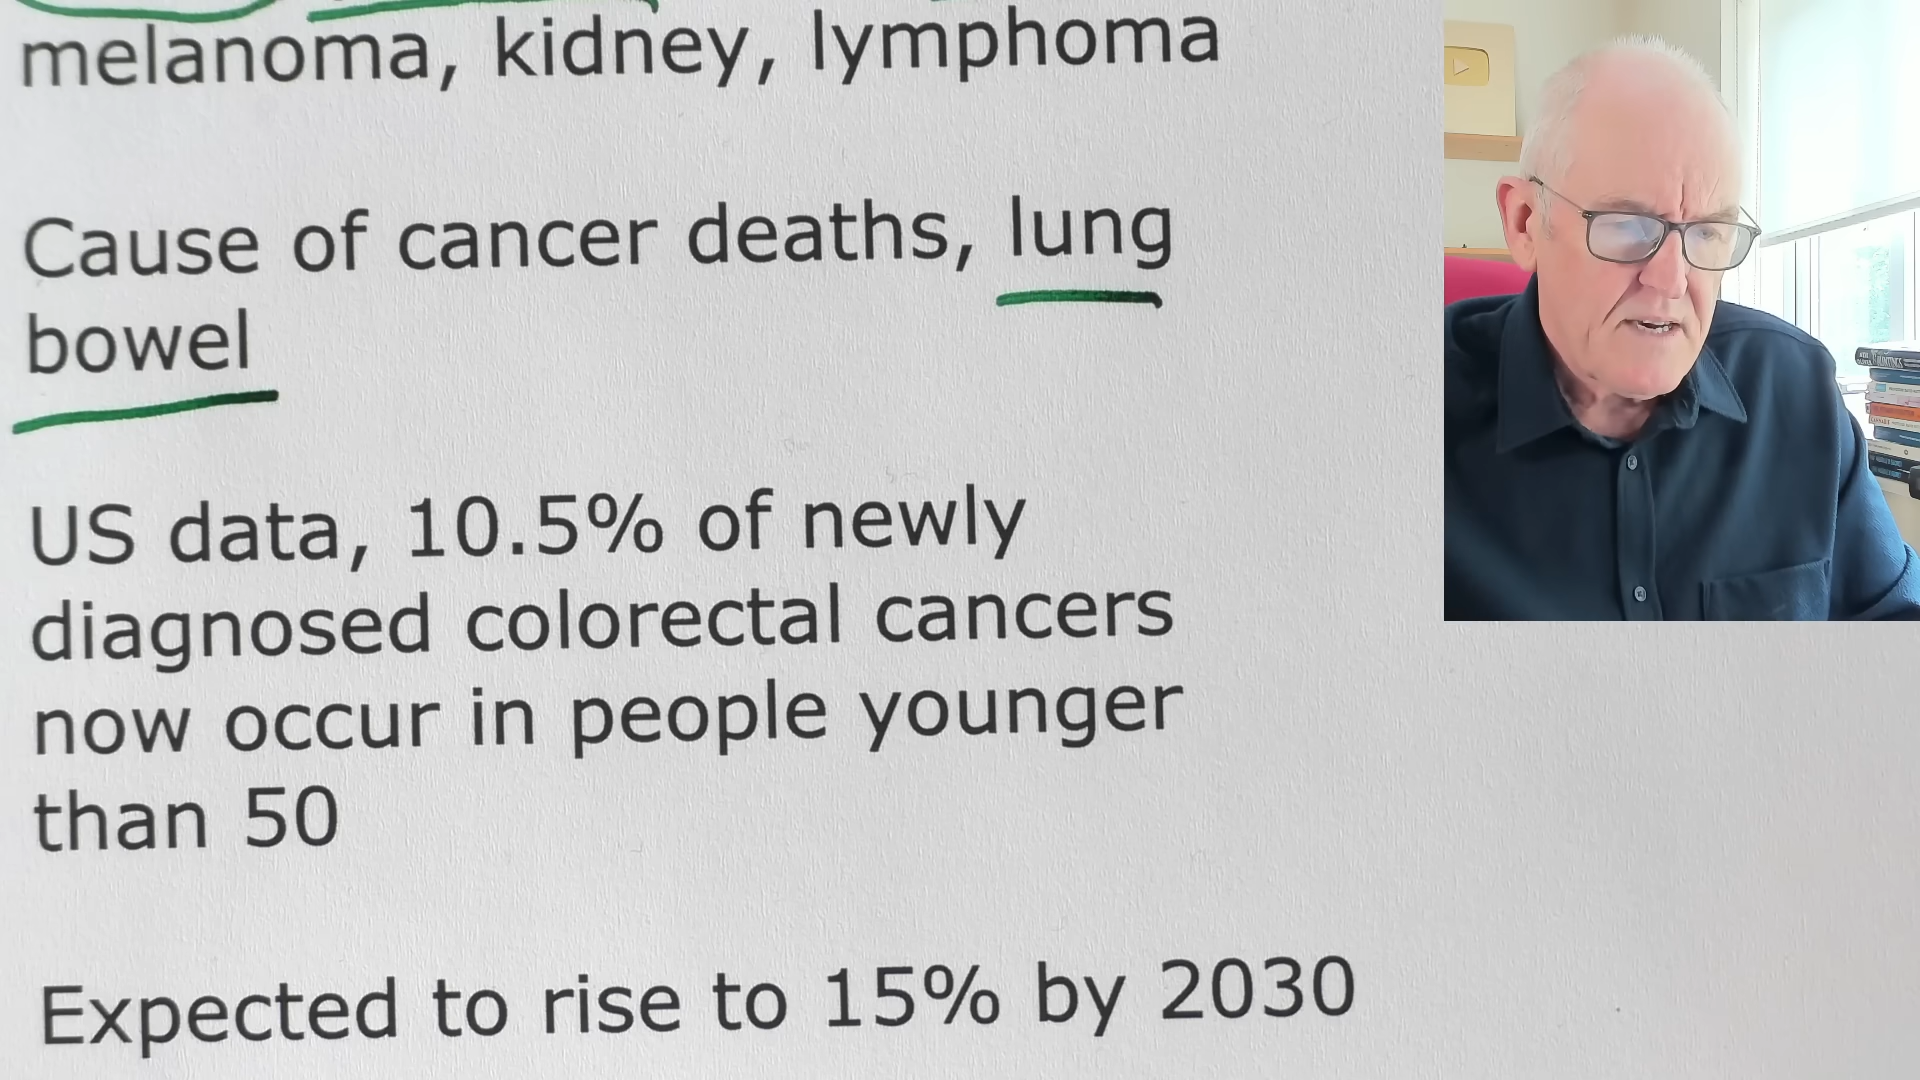 melanoma, kidney, lymphoma
Cause of cancer deaths, lung
bowel
US data, 10.5% of newly
diagnosed colorectal cancers
now occur in people younger
than 50
Expected to rise to 15% by 2030